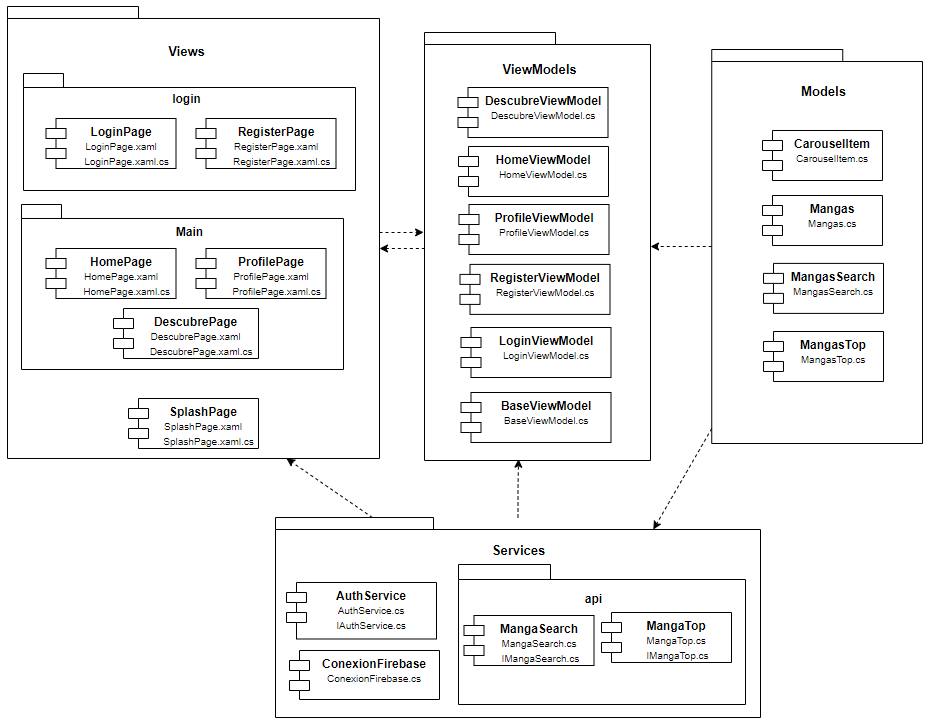 Views
login
LoginPage
LoginPage.xaml
LoginPage.xaml.cs
RegisterPage
RegisterPage.xaml
RegisterPage.xaml.cs
Main
HomePage
HomePage.xaml
HomePage.xaml.cs
ProfilePage
ProfilePage.xaml
ProfilePage.xaml.cs
DescubrePage
DescubrePage.xaml
DescubrePage.xaml.cs
SplashPage
SplashPage.xaml
SplashPage.xaml.cs
ViewModels
DescubreViewModel
DescubreViewModel.cs
HomeViewModel
HomeViewModel.cs
ProfileViewModel
ProfileViewModel.cs
RegisterViewModel
RegisterViewModel.cs
LoginViewModel
LoginViewModel.cs
BaseViewModel
BaseViewModel.cs
Models
CarouselItem
CarouselItem.cs
Mangas
Mangas.cs
MangasSearch
MangasSearch.cs
MangasTop
MangasTop.cs
Services
AuthService
AuthService.cs
IAuthService.cs
ConexionFirebase
ConexionFirebase.cs
api
MangaSearch
MangaSearch.cs
IMangaSearch.cs
MangaTop
MangaTop.cs
IMangaTop.cs